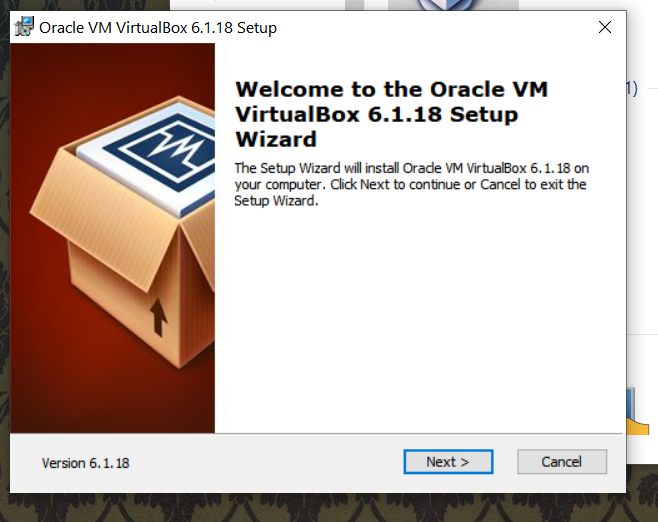 Oracle VM VirtualBox 6.1.18 Setup
1)
Welcome to the Oracle VM
VirtualBox 6.1.18 Setup
Wizard
The Setup Wizard will install Oracle VM VirtualBox 6.1.18 on
your computer. Click Next to continue or Cancel to exit the
Setup Wizard.
Version 6.1.18
Next >
Cancel